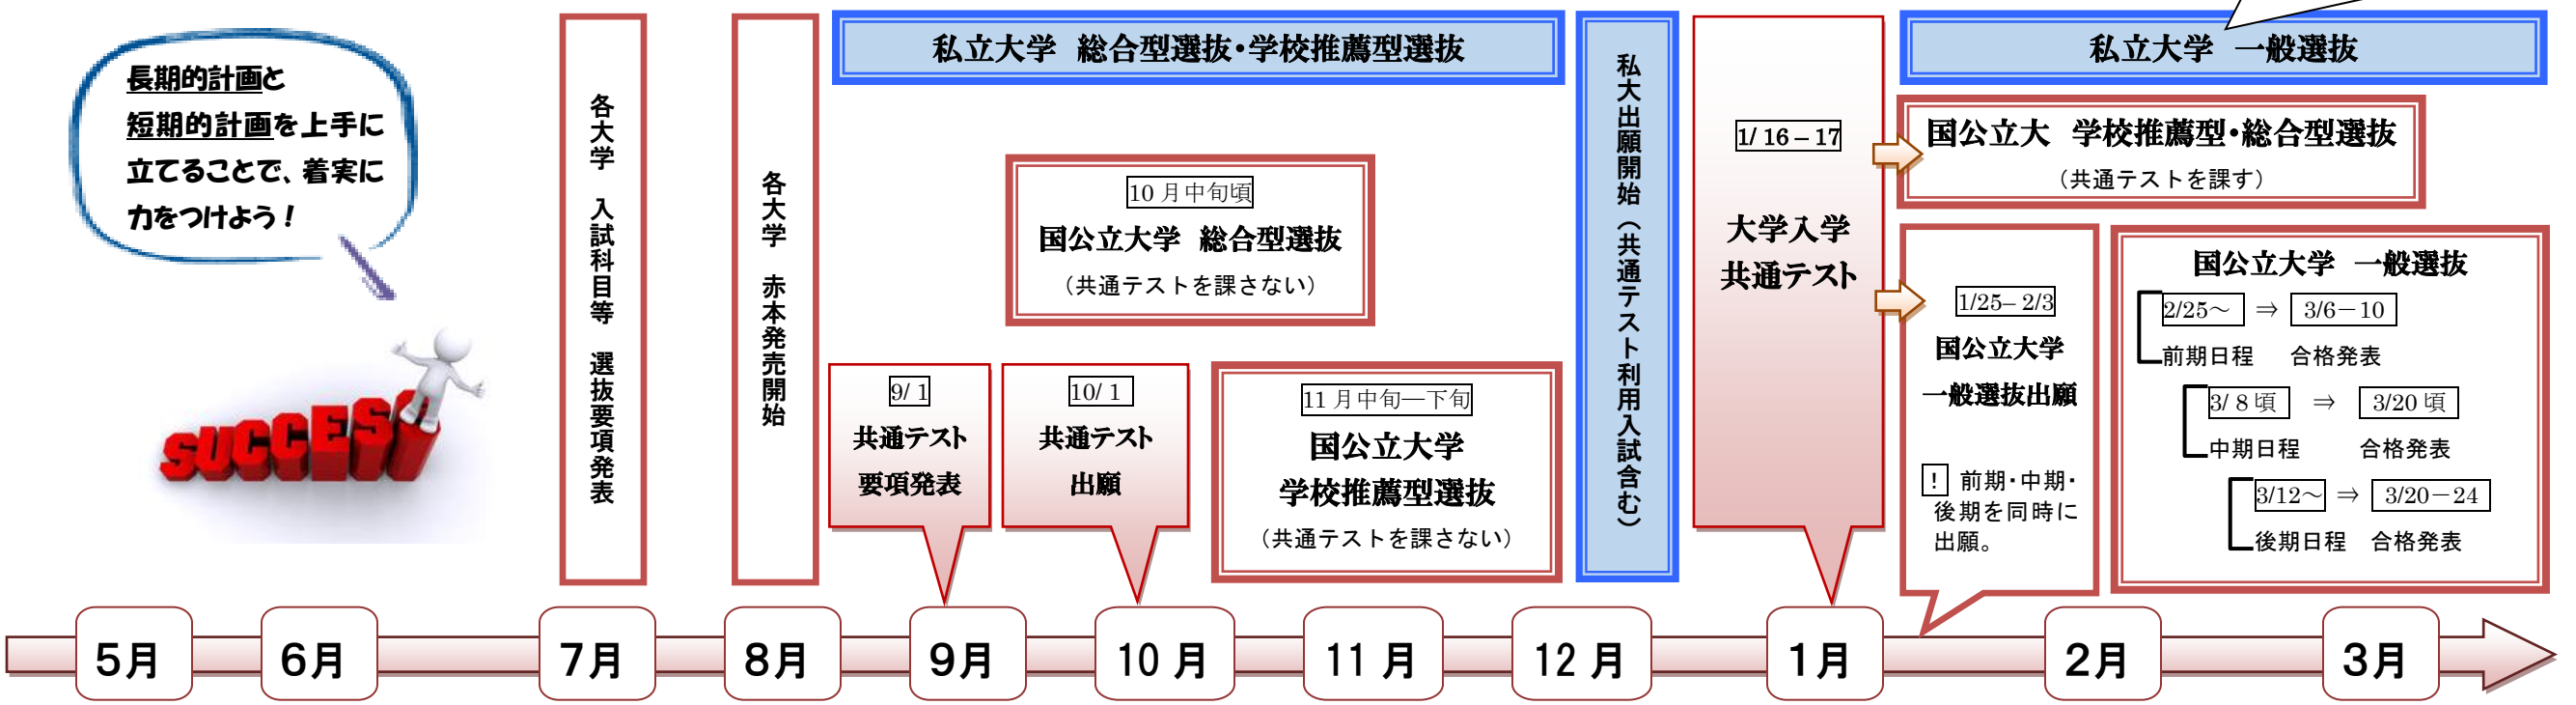 長期的計画と
短期的計画を上手に
立てることで、着実に
力をつけよう！
SUCCESS
各大学　入試科目等　選抜要項発表
各大学　赤本発売開始
私立大学　総合型選抜・学校推薦型選抜
10 月中旬頃
国公立大学　総合型選抜
（共通テストを課さない）
9/ 1
共通テスト
要項発表
10/ 1
共通テスト
出願
11 月中旬―下旬
国公立大学
学校推薦型選抜
（共通テストを課さない）
私大出願開始（共通テスト利用入試含む）
1/ 16－17
大学入学
共通テスト
私立大学　一般選抜
国公立大　学校推薦型・総合型選抜
（共通テストを課す）
1/25－2/3
国公立大学
一般選抜出願
! 前期・中期・
後期を同時に
出願。
国公立大学　一般選抜
2/25～ ⇒ 3/6－10
前期日程　合格発表
3/ 8 頃 ⇒ 3/20 頃
中期日程　合格発表
3/12～ ⇒ 3/20－24
後期日程　合格発表
5月
6月
7月
8月
9月
10 月
11 月
12 月
1月
2月
3月